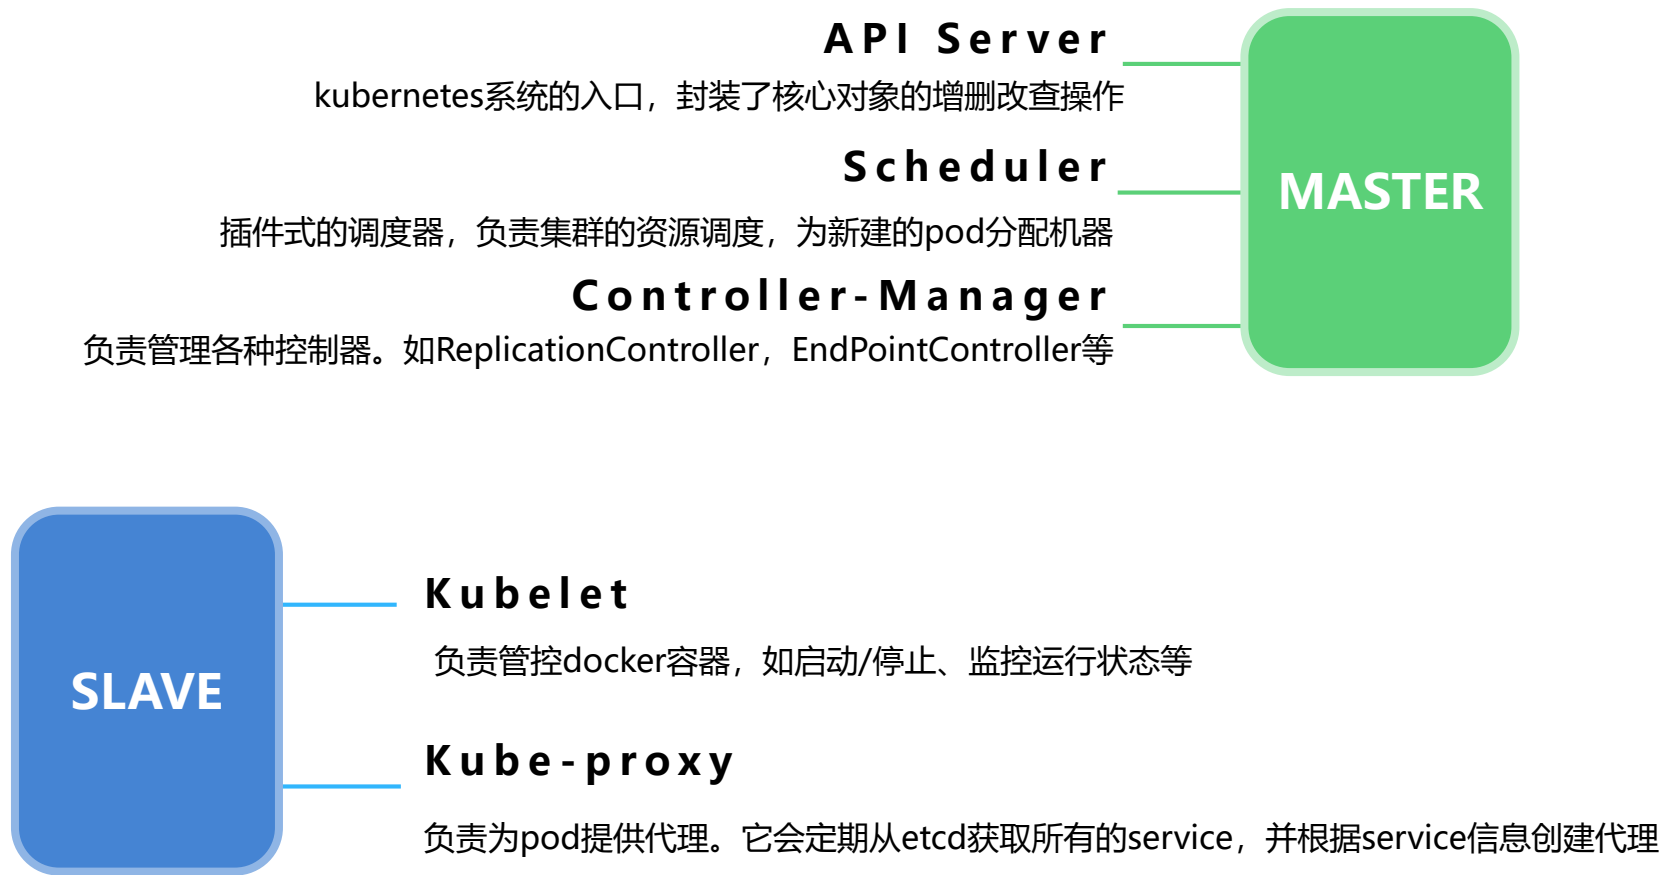 API Server
kubernetes系统的入口，封装了核心对象的增删改查操作
Scheduler
插件式的调度器，负责集群的资源调度，为新建的pod分配机器
Controller-Manager
负责管理各种控制器。如ReplicationController，EndPointController等
MASTER
SLAVE
Kubelet
负责管控docker容器，如启动/停止、监控运行状态等
Kube-proxy
负责为pod提供代理。它会定期从etcd获取所有的service，并根据service信息创建代理